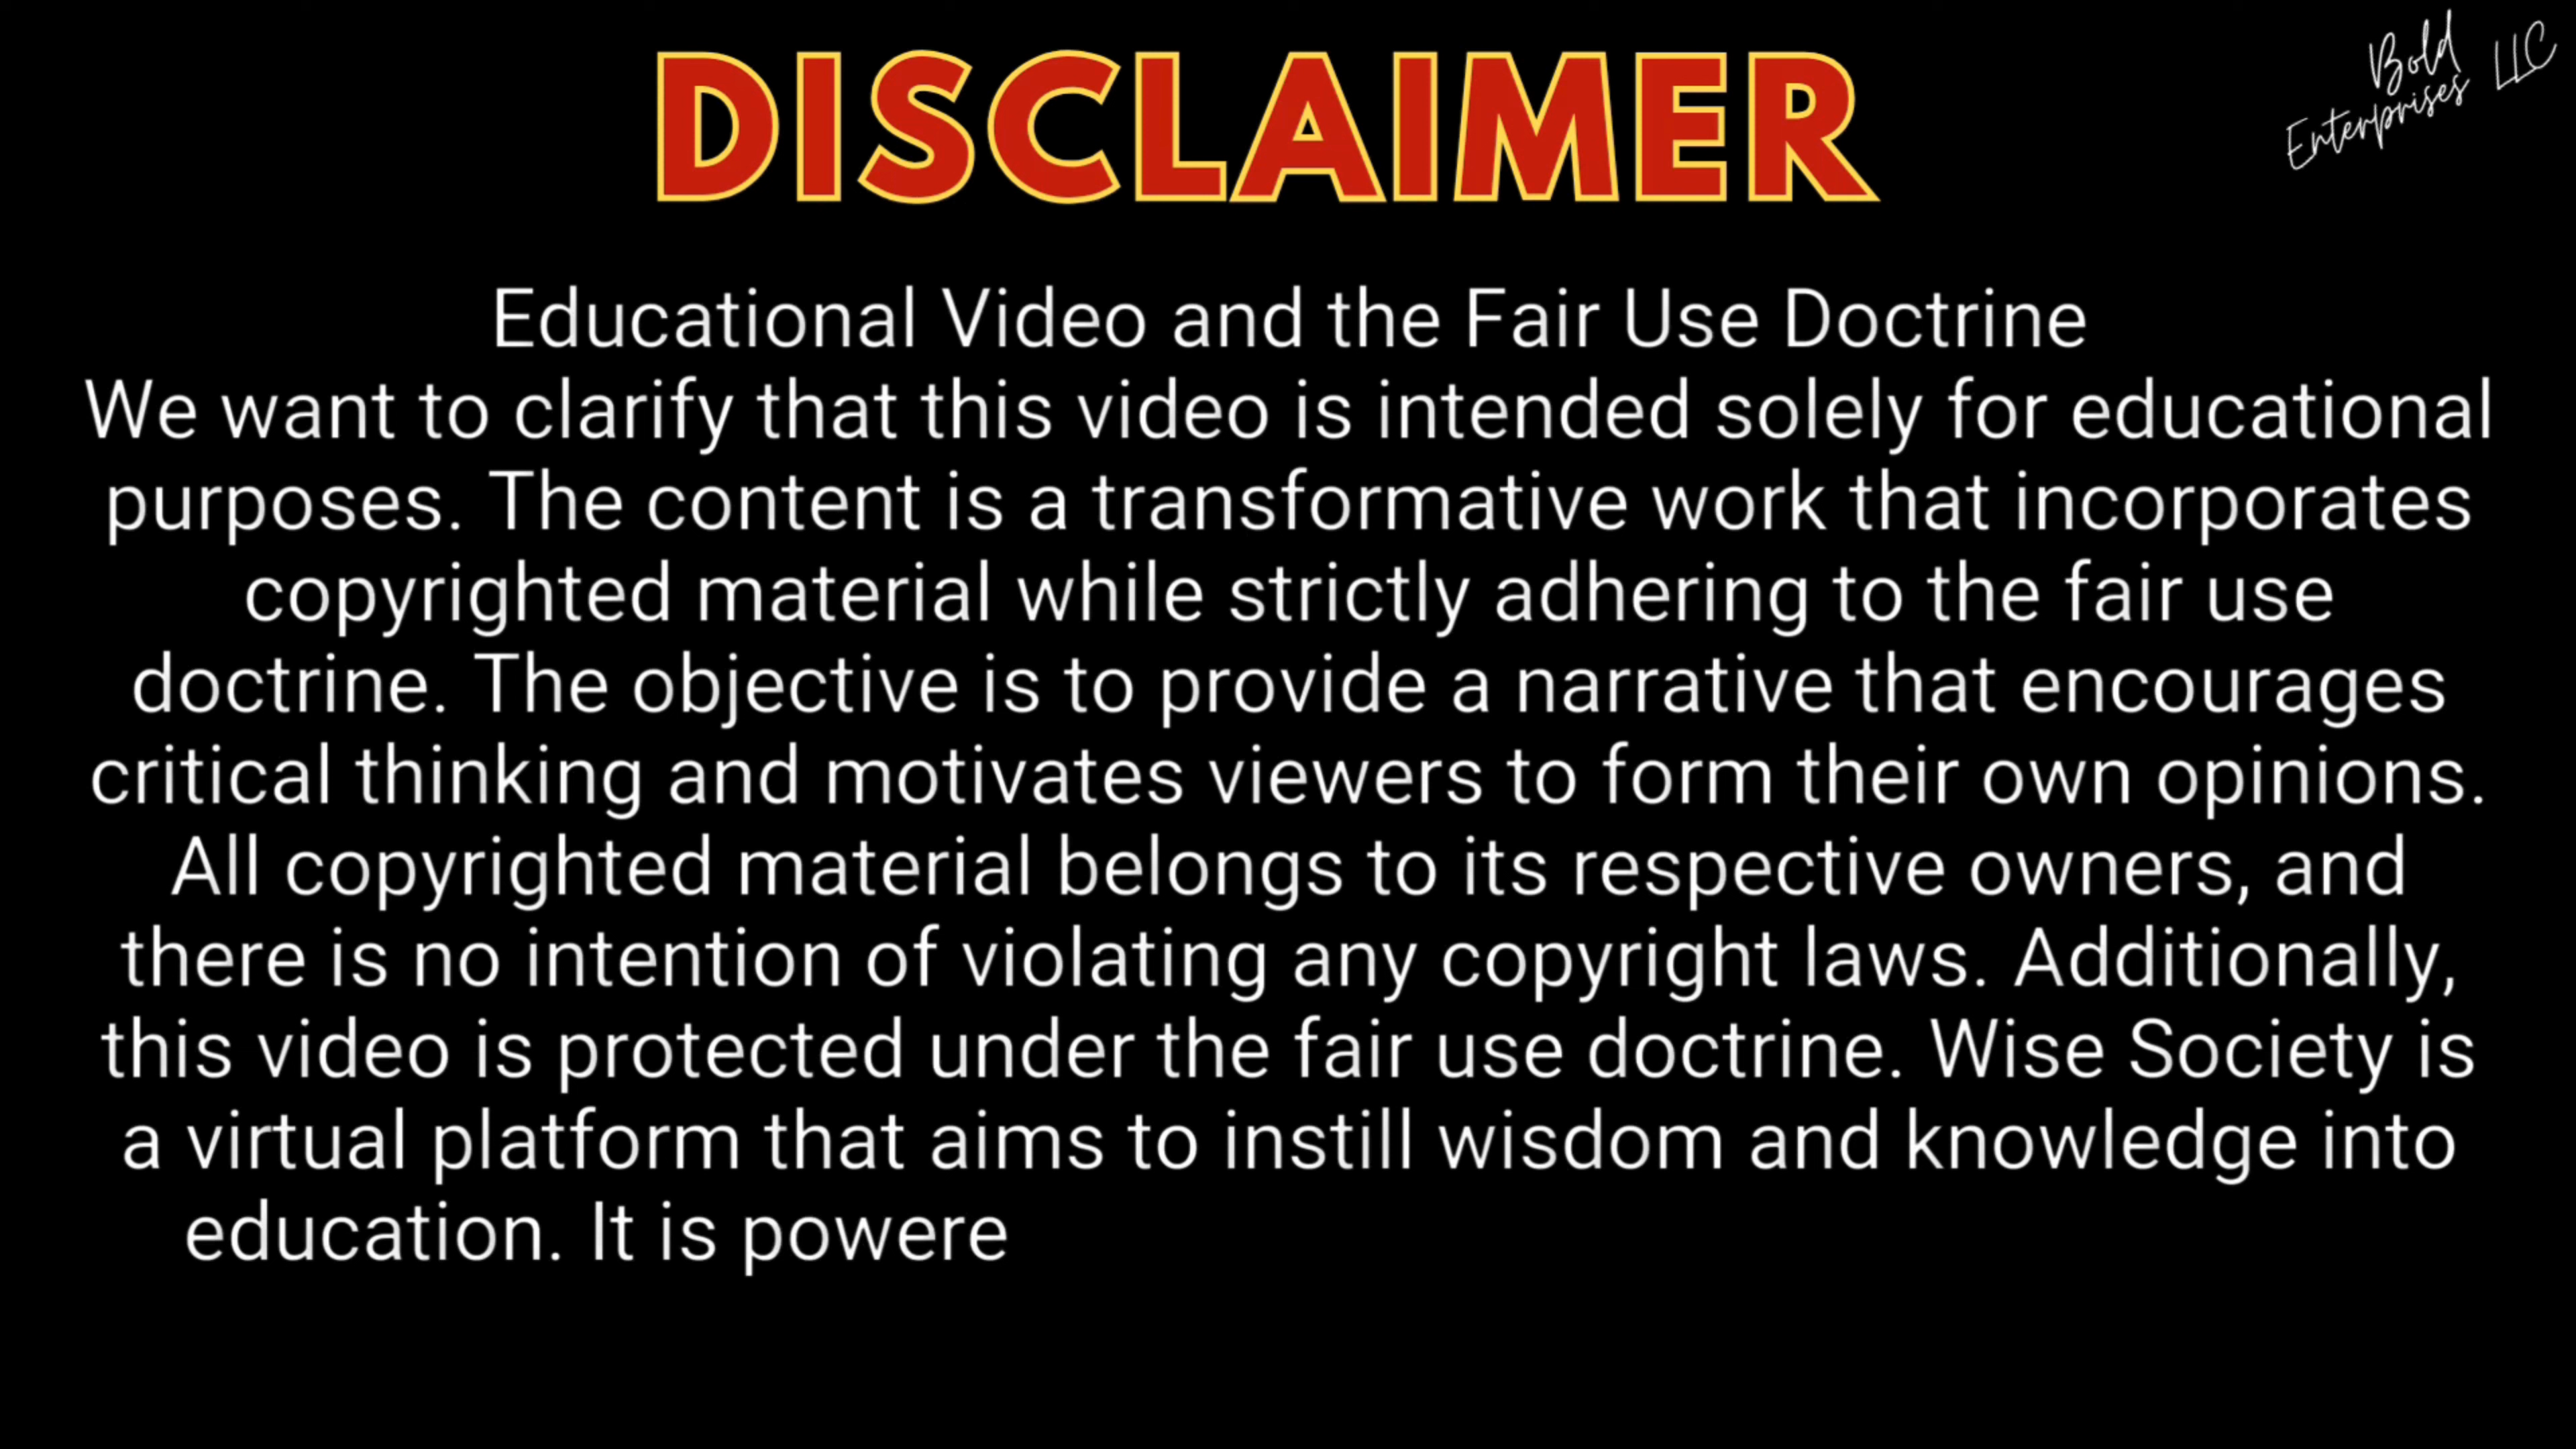 DISCLAIMER
Bold
Enterprises LLC
Educational Video and the Fair Use Doctrine
We want to clarify that this video is intended solely for educational
purposes. The content is a transformative work that incorporates
copyrighted material while strictly adhering to the fair use
doctrine. The objective is to provide a narrative that encourages
critical thinking and motivates viewers to form their own opinions.
All copyrighted material belongs to its respective owners, and
there is no intention of violating any copyright laws. Additionally,
this video is protected under the fair use doctrine. Wise Society is
a virtual platform that aims to instill wisdom and knowledge into
education. It is powere